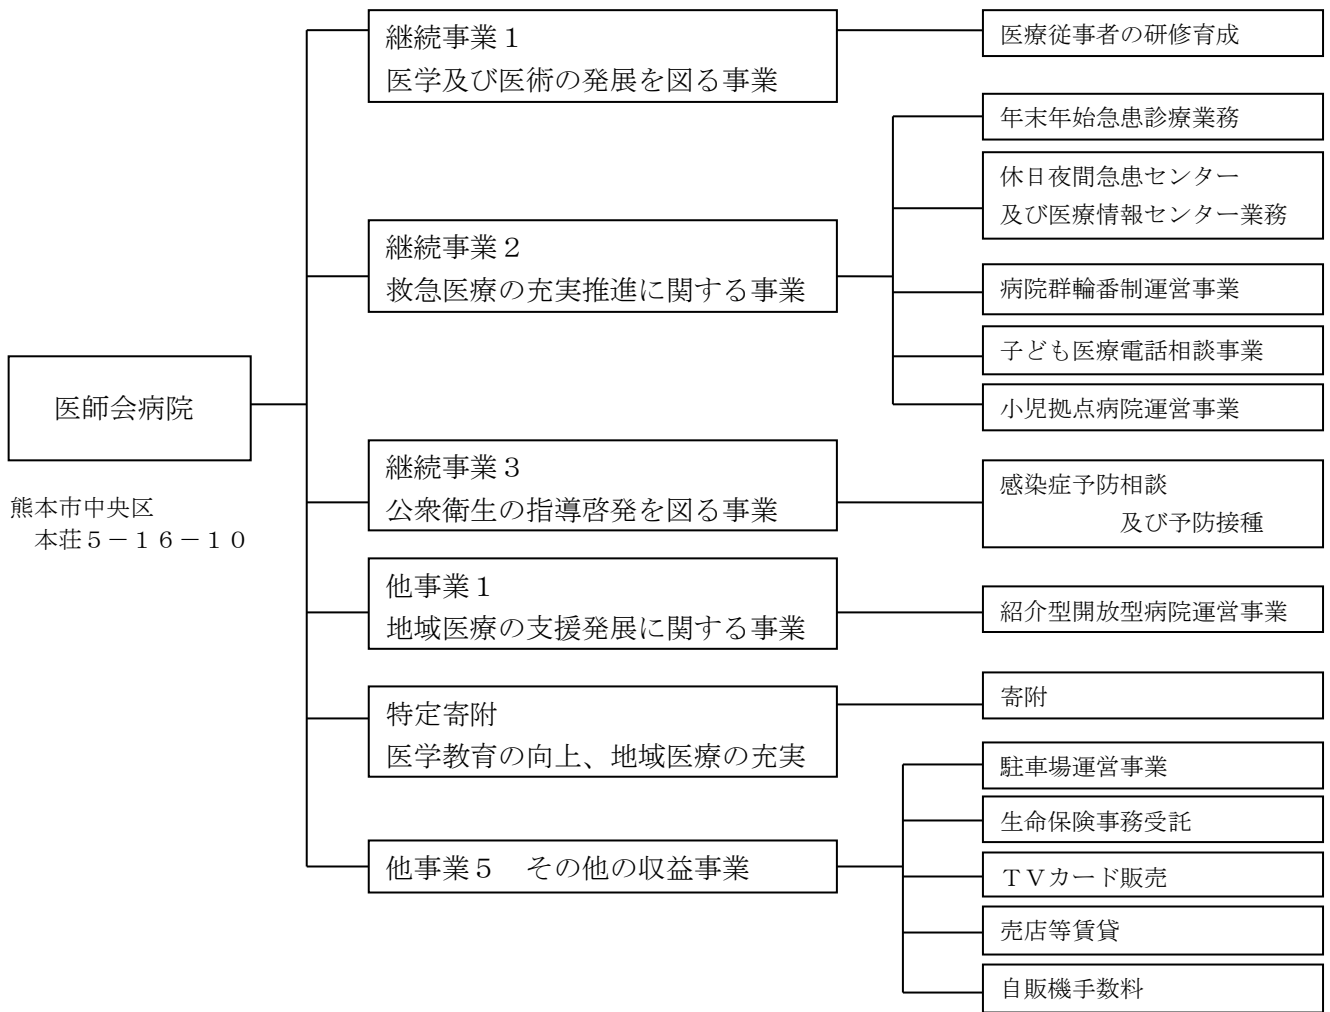 医師会病院
熊本市中央区
本荘５－１６－１０
継続事業１
医学及び医術の発展を図る事業
医療従事者の研修育成
継続事業２
救急医療の充実推進に関する事業
年末年始急患診療業務
休日夜間急患センター
及び医療情報センター業務
病院群輪番制運営事業
子ども医療電話相談事業
小児拠点病院運営事業
継続事業３
公衆衛生の指導啓発を図る事業
感染症予防相談
及び予防接種
他事業１
地域医療の支援発展に関する事業
紹介型開放型病院運営事業
特定寄附
医学教育の向上、地域医療の充実
寄附
他事業５　その他の収益事業
駐車場運営事業
生命保険事務受託
ＴＶカード販売
売店等賃貸
自販機手数料